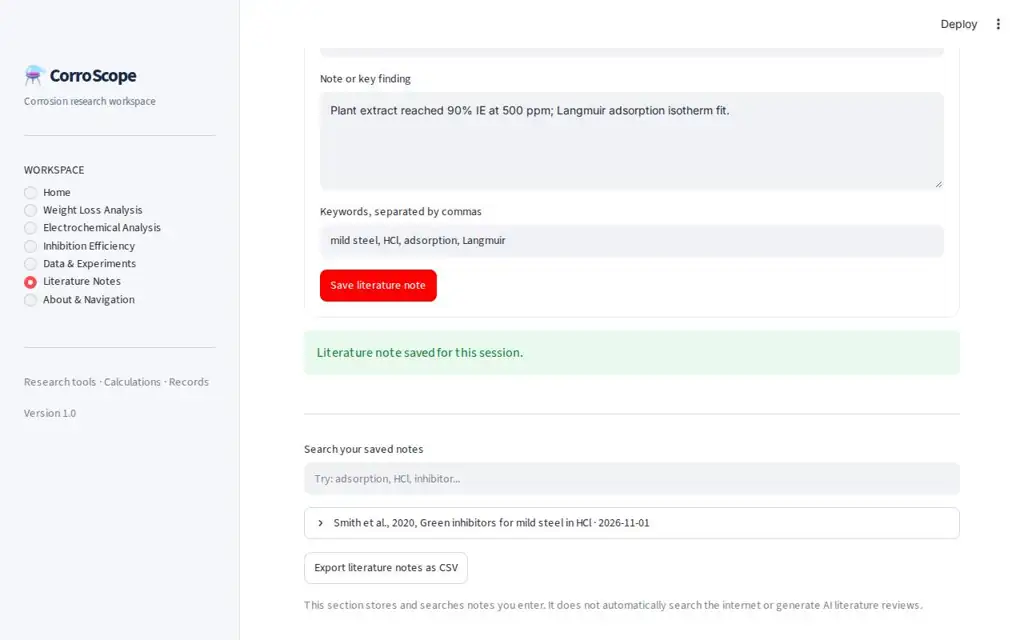 Deploy
CorroScope
Corrosion research workspace
WORKSPACE
Home
Weight Loss Analysis
Electrochemical Analysis
Inhibition Efficiency
Data & Experiments
Literature Notes
About & Navigation
Research tools · Calculations · Records
Version 1.0
Note or key finding
Plant extract reached 90% IE at 500 ppm; Langmuir adsorption isotherm fit.
Keywords, separated by commas
mild steel, HCl, adsorption, Langmuir
Save literature note
Literature note saved for this session.
Search your saved notes
Try: adsorption, HCl, inhibitor...
Smith et al., 2020, Green inhibitors for mild steel in HCl · 2026-11-01
Export literature notes as CSV
This section stores and searches notes you enter. It does not automatically search the internet or generate AI literature reviews.